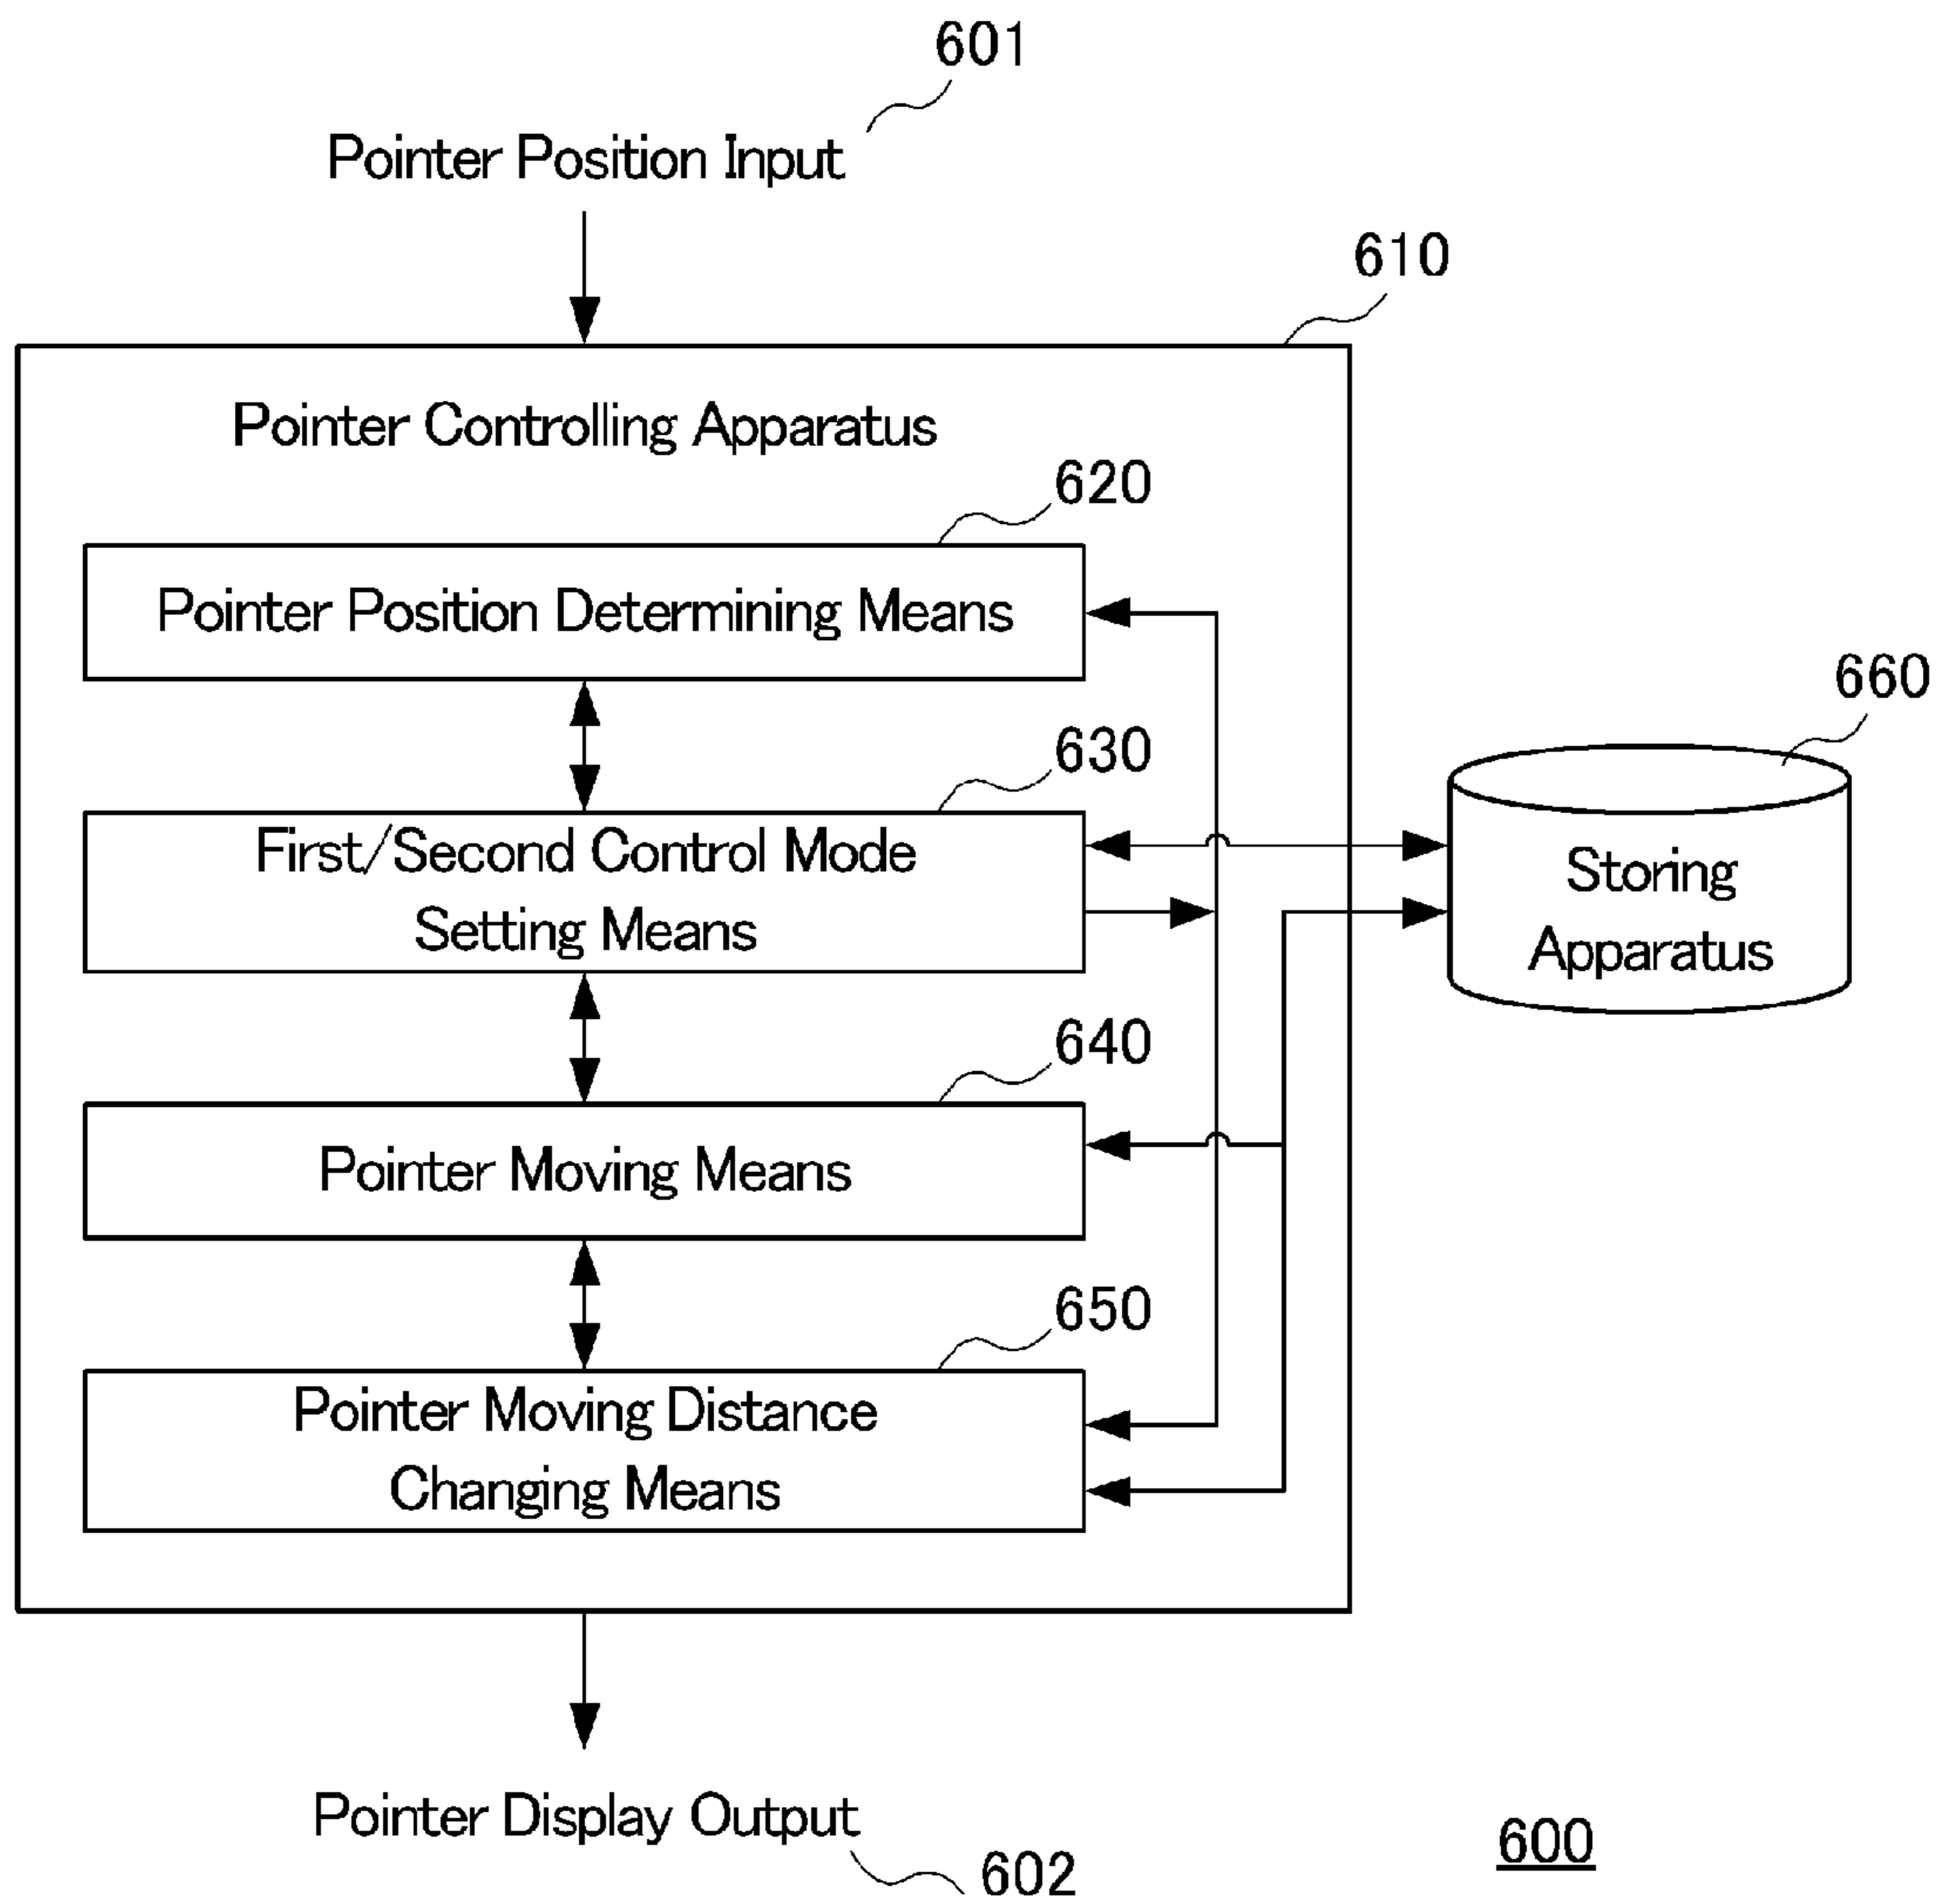 601
Pointer Position Input
610
Pointer Controlling Apparatus
620
Pointer Position Determining Means
630
First/Second Control Mode
Setting Means
660
Storing
Apparatus
640
Pointer Moving Means
650
Pointer Moving Distance
Changing Means
Pointer Display Output
602
600